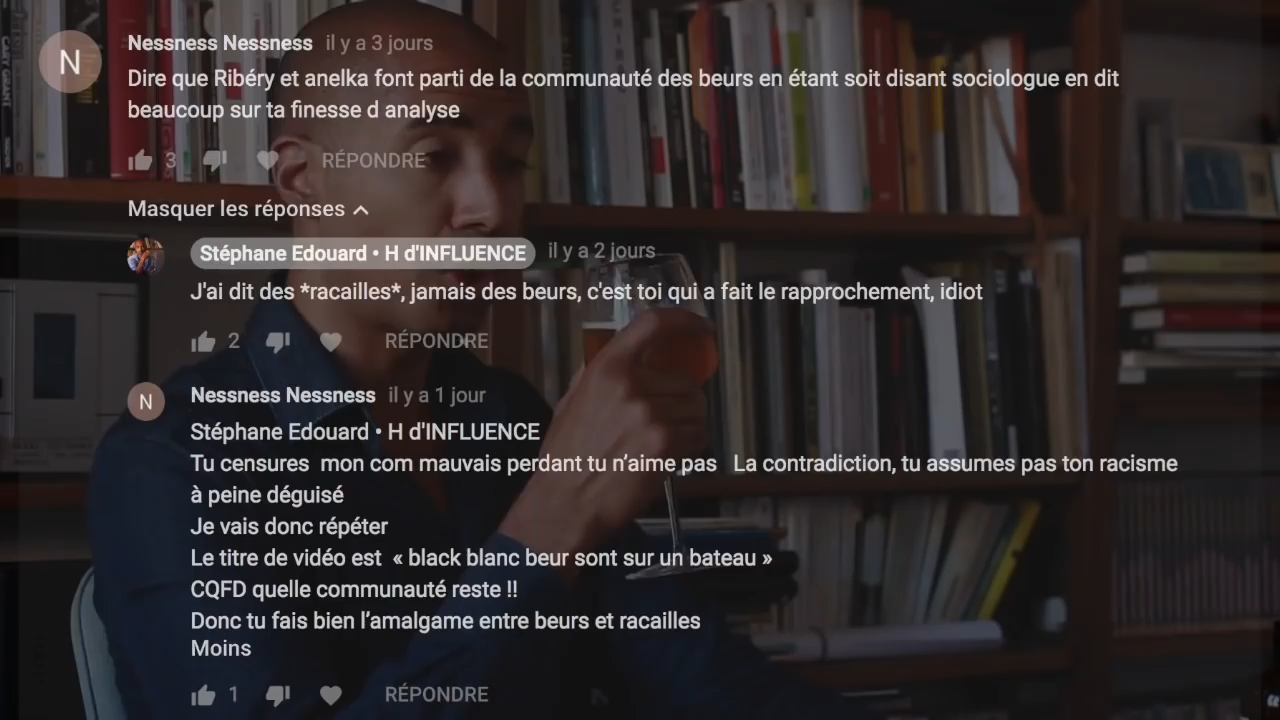 N
Nessness Nessness il y a 3 jours
Dire que Ribéry et anelka font parti de la communauté des beurs en étant soit disant sociologue en dit
beaucoup sur ta finesse d analyse
3 RÉPONDRE
Masquer les réponses
Stéphane Edouard • H d'INFLUENCE il y a 2 jours
J'ai dit des *racailles*, jamais des beurs, c'est toi qui a fait le rapprochement, idiot
2 RÉPONDRE
N
Nessness Nessness il y a 1 jour
Stéphane Edouard • H d'INFLUENCE
Tu censures  mon com mauvais perdant tu n’aime pas   La contradiction, tu assumes pas ton racisme
à peine déguisé
Je vais donc répéter
Le titre de vidéo est  « black blanc beur sont sur un bateau »
CQFD quelle communauté reste !!
Donc tu fais bien l’amalgame entre beurs et racailles
Moins
1 RÉPONDRE
CARY GRANT